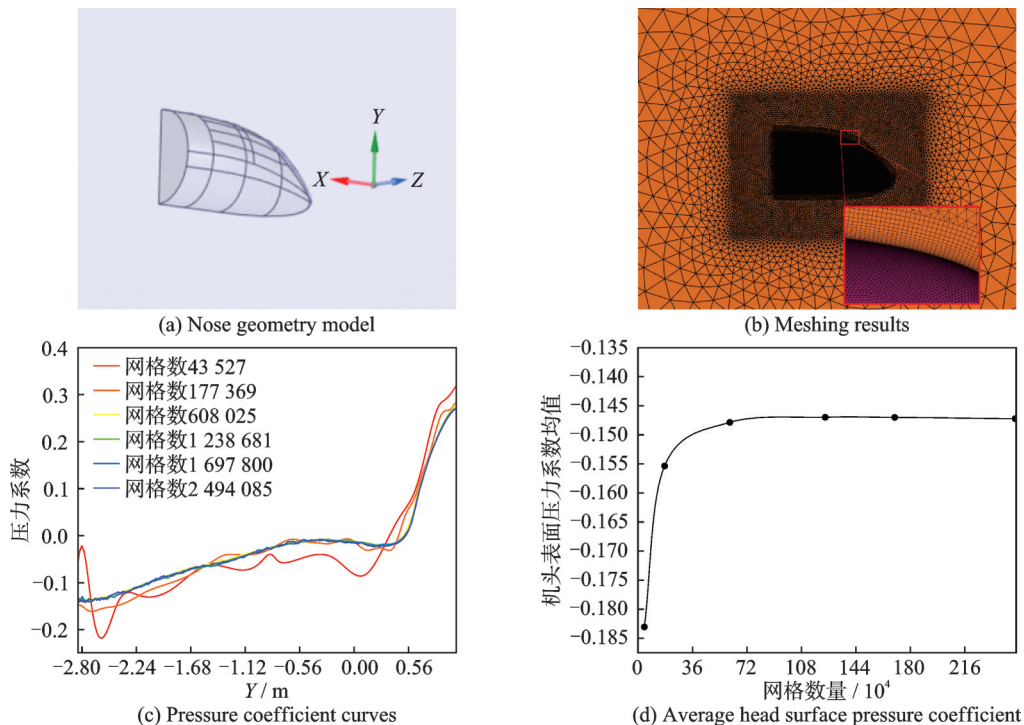 Y
X
Z
(a) Nose geometry model
(b) Meshing results
0.4
0.3
0.2
0.1
0.0
−0.1
−0.2
压力系数
网格数43 527
网格数177 369
网格数608 025
网格数1 238 681
网格数1 697 800
网格数2 494 085
−2.80 −2.24 −1.68 −1.12 −0.56 0.00 0.56
Y / m
(c) Pressure coefficient curves
−0.135
−0.140
−0.145
−0.150
−0.155
−0.160
−0.165
−0.170
−0.175
−0.180
−0.185
机头表面压力系数均值
0 36 72 108 144 180 216
网格数量 / 10⁴
(d) Average head surface pressure coefficient